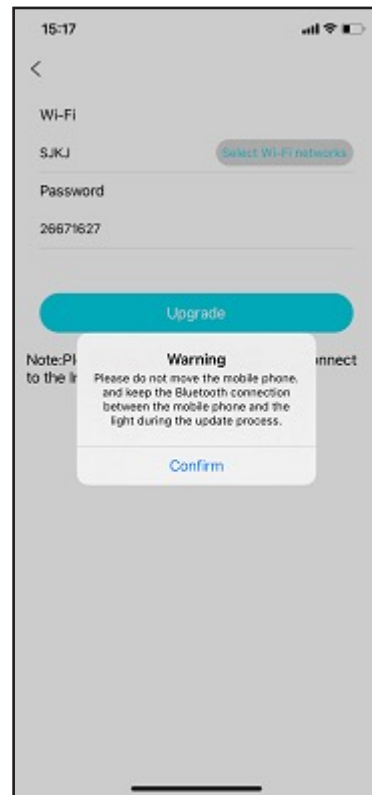 15:17
Wi-Fi
SJKJ
Select Wi-Fi networks
Password
26671627
Upgrade
Note:Pl
nnect
to the
Warning
Please do not move the mobile phone,
and keep the Bluetooth connection
between the mobile phone and the
light during the update process.
Confirm